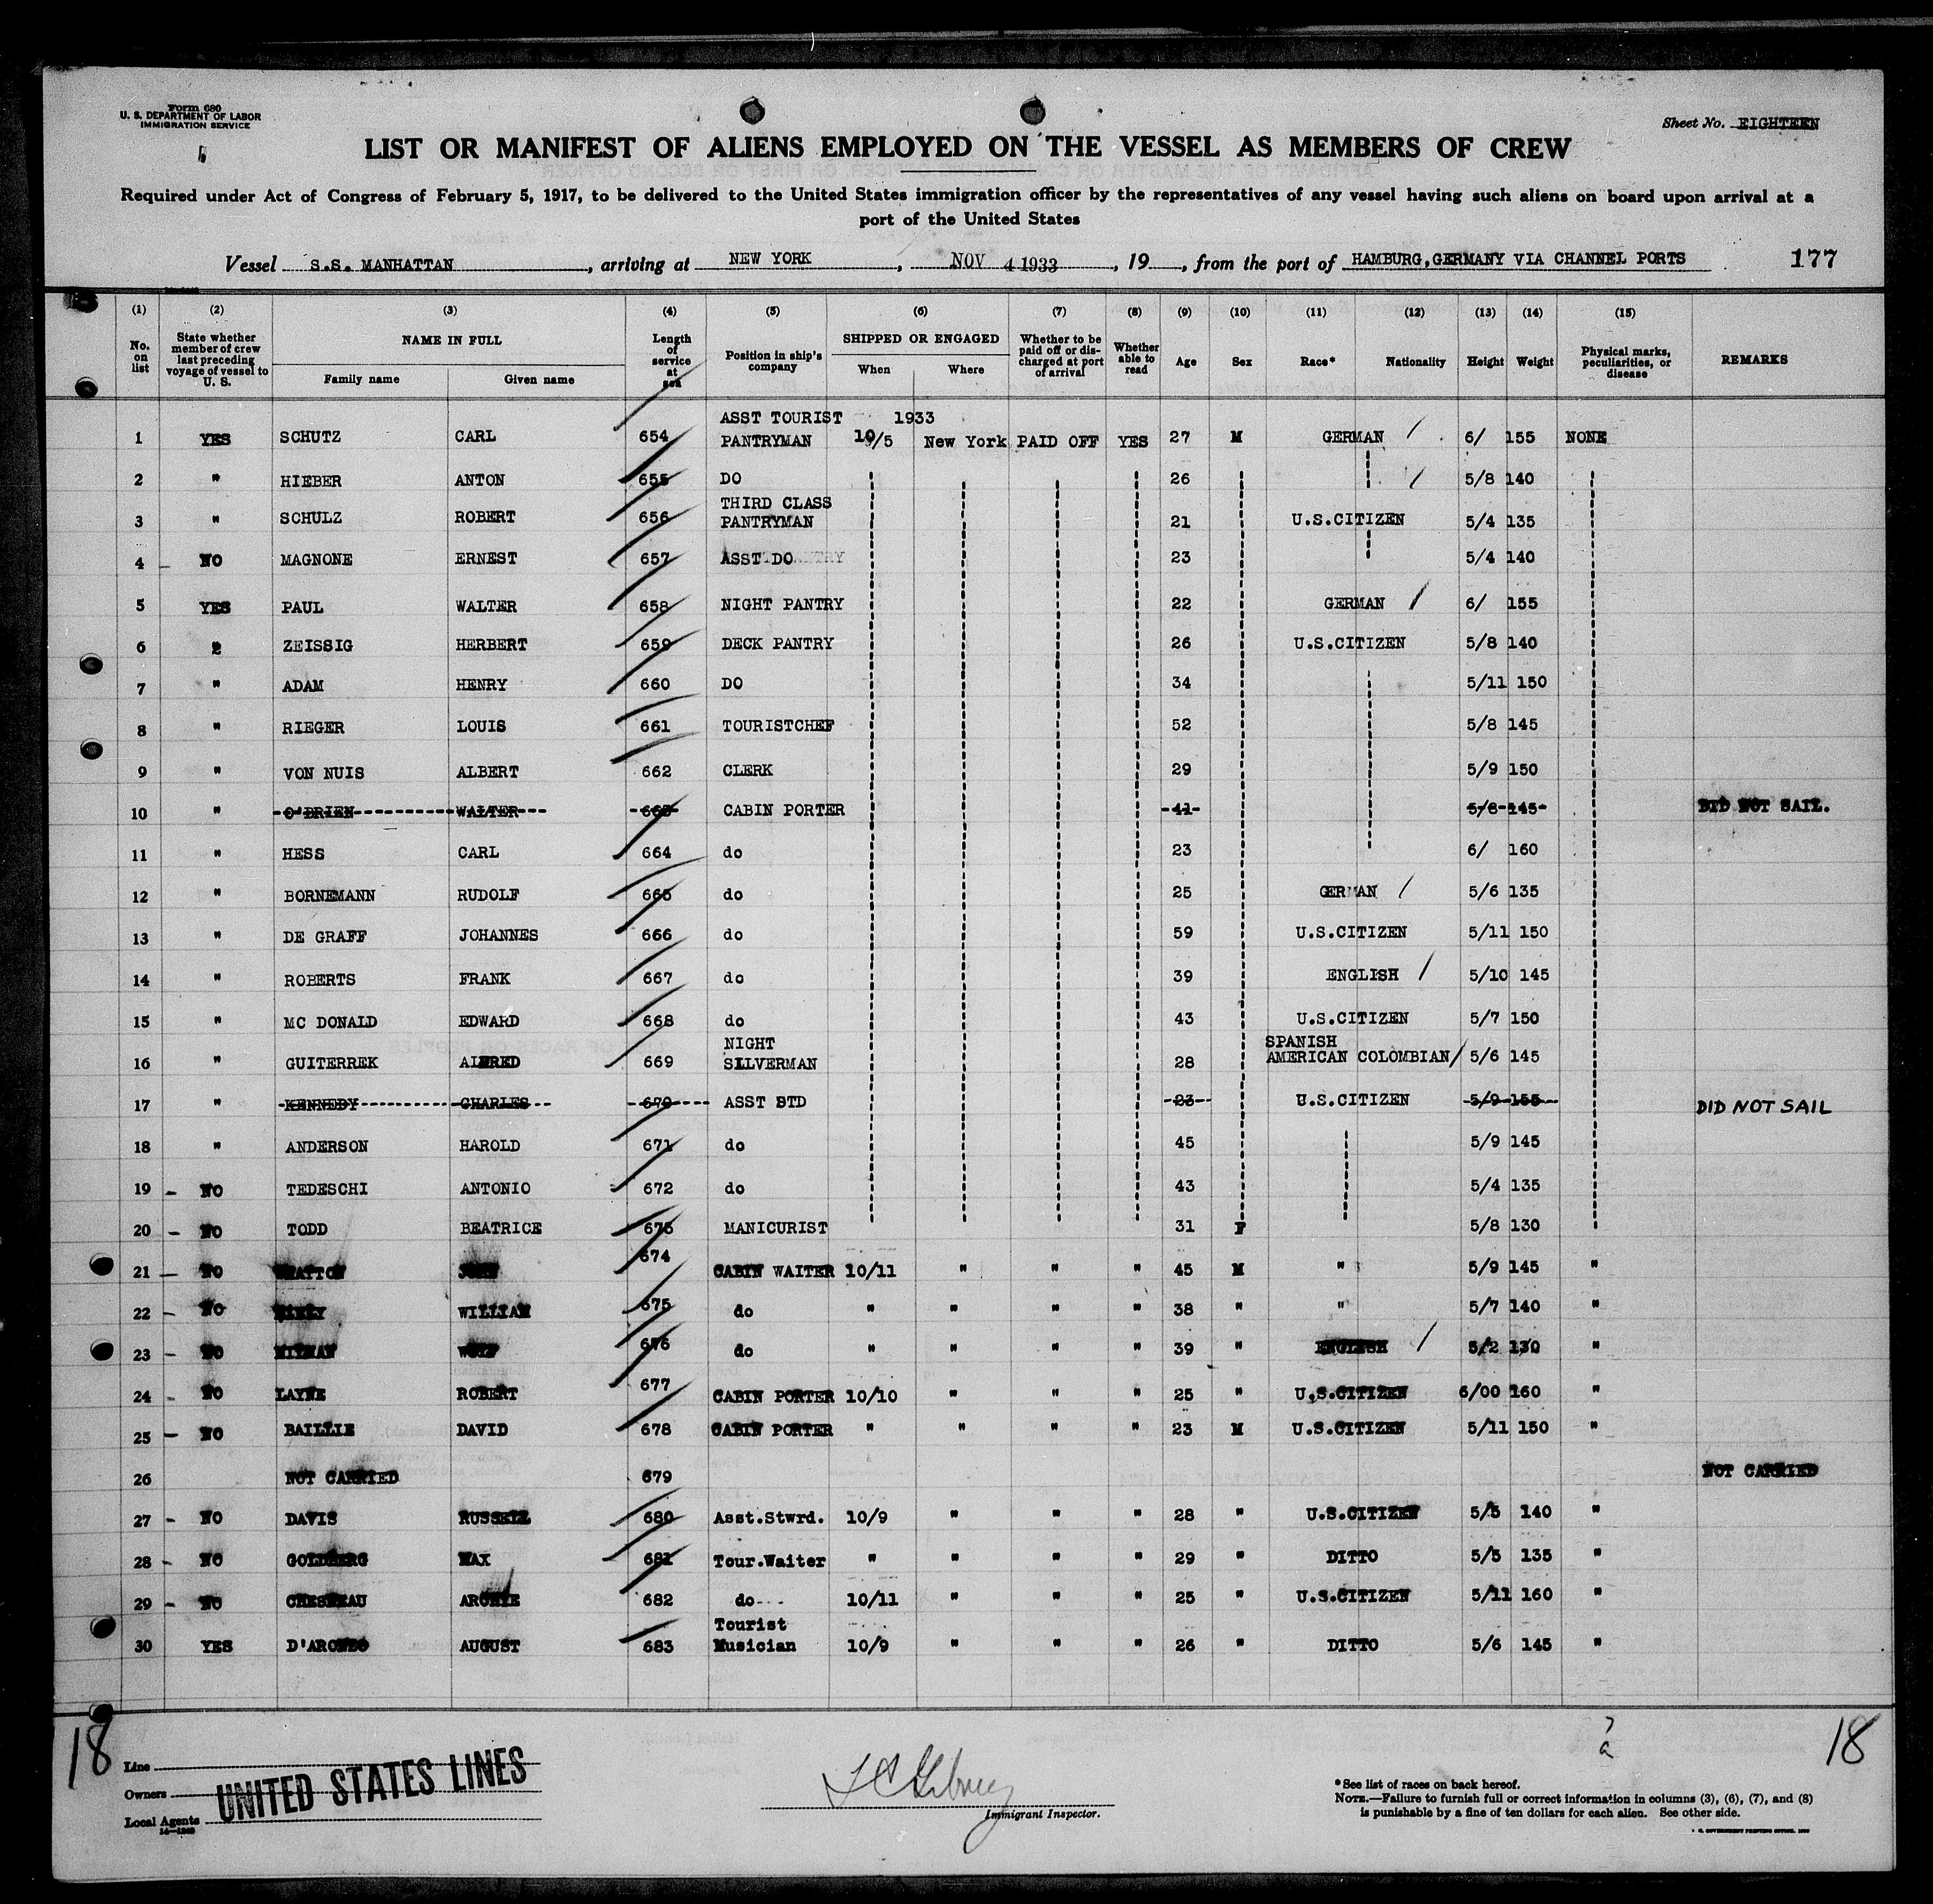 Form 680
U. S. DEPARTMENT OF LABOR
IMMIGRATION SERVICE
Sheet No. EIGHTEEN
LIST OR MANIFEST OF ALIENS EMPLOYED ON THE VESSEL AS MEMBERS OF CREW
Required under Act of Congress of February 5, 1917, to be delivered to the United States immigration officer by the representatives of any vessel having such aliens on board upon arrival at a
port of the United States
Vessel S.S. MANHATTAN, arriving at NEW YORK, NOV 4 1933, 19, from the port of HAMBURG,GERMANY VIA CHANNEL PORTS 177
(1) (2) (3) (4) (5) (6) (7) (8) (9) (10) (11) (12) (13) (14) (15)
No. on list State whether member of crew last preceding voyage of vessel to U. S. NAME IN FULL Family name Given name Length of service at sea Position in ship's company SHIPPED OR ENGAGED When Where Whether to be paid off or discharged at port of arrival Whether able to read Age Sex Race* Nationality Height Weight Physical marks, peculiarities, or disease REMARKS
ASST TOURIST 1933
1 YES SCHUTZ CARL 654 PANTRYMAN 10/5 New York PAID OFF YES 27 M GERMAN 6/ 155 NONE
2 " HIEBER ANTON 655 DO 26 5/8 140
THIRD CLASS
3 " SCHULZ ROBERT 656 PANTRYMAN 21 U.S.CITIZEN 5/4 135
4 NO MAGNONE ERNEST 657 ASST DO 23 5/4 140
5 YES PAUL WALTER 658 NIGHT PANTRY 22 GERMAN 6/ 155
6 ZEISSIG HERBERT 659 DECK PANTRY 26 U.S.CITIZEN 5/8 140
7 " ADAM HENRY 660 DO 34 5/11 150
8 " RIEGER LOUIS 661 TOURISTCHEF 52 5/8 145
9 " VON NUIS ALBERT 662 CLERK 29 5/9 150
10 " O'BRIEN WALTER 663 CABIN PORTER 41 5/8 145 DID NOT SAIL.
11 " HESS CARL 664 do 23 6/ 160
12 " BORNEMANN RUDOLF 665 do 25 GERMAN 5/6 135
13 " DE GRAFF JOHANNES 666 do 59 U.S.CITIZEN 5/11 150
14 " ROBERTS FRANK 667 do 39 ENGLISH 5/10 145
15 " MC DONALD EDWARD 668 do 43 U.S.CITIZEN 5/7 150
NIGHT SPANISH
16 " GUITERREK ALFRED 669 SILVERMAN 28 AMERICAN COLOMBIAN 5/6 145
17 " KENNEDY CHARLES 670 ASST STD 23 U.S.CITIZEN 5/9 155 DID NOT SAIL
18 " ANDERSON HAROLD 671 do 45 5/9 145
19 - NO TEDESCHI ANTONIO 672 do 43 5/4 135
20 - NO TODD BEATRICE 673 MANICURIST 31 F 5/8 130
21 - NO JOHN 674 CABIN WAITER 10/11 " " " 45 M " 5/9 145 "
22 - NO WILLIAM 675 do " " " " 38 " " 5/7 140 "
23 - NO 676 do " " " " 39 " ENGLISH 5/2 130 "
24 - NO LAYNE ROBERT 677 CABIN PORTER 10/10 " " " 25 " U.S.CITIZEN 6/00 160 "
25 - NO BAILLIE DAVID 678 CABIN PORTER " " " " 23 M U.S.CITIZEN 5/11 150 "
26 NOT CARRIED 679 NOT CARRIED
27 - NO DAVIS RUSSELL 680 Asst.Stwrd. 10/9 " " " 28 " U.S.CITIZEN 5/5 140 "
28 - NO GOLDBERG MAX 681 Tour.Waiter " " " " 29 " DITTO 5/5 135 "
29 - NO CHESNEAU ARCHIE 682 do 10/11 " " " 25 " U.S.CITIZEN 5/11 160 "
Tourist
30 YES AUGUST 683 Musician 10/9 " " " 26 " DITTO 5/6 145 "
18 18
Line
Owners
Local Agents
14-1240
UNITED STATES LINES
Immigrant Inspector.
*See list of races on back hereof.
NOTE.—Failure to furnish full or correct information in columns (3), (6), (7), and (8)
is punishable by a fine of ten dollars for each alien. See other side.